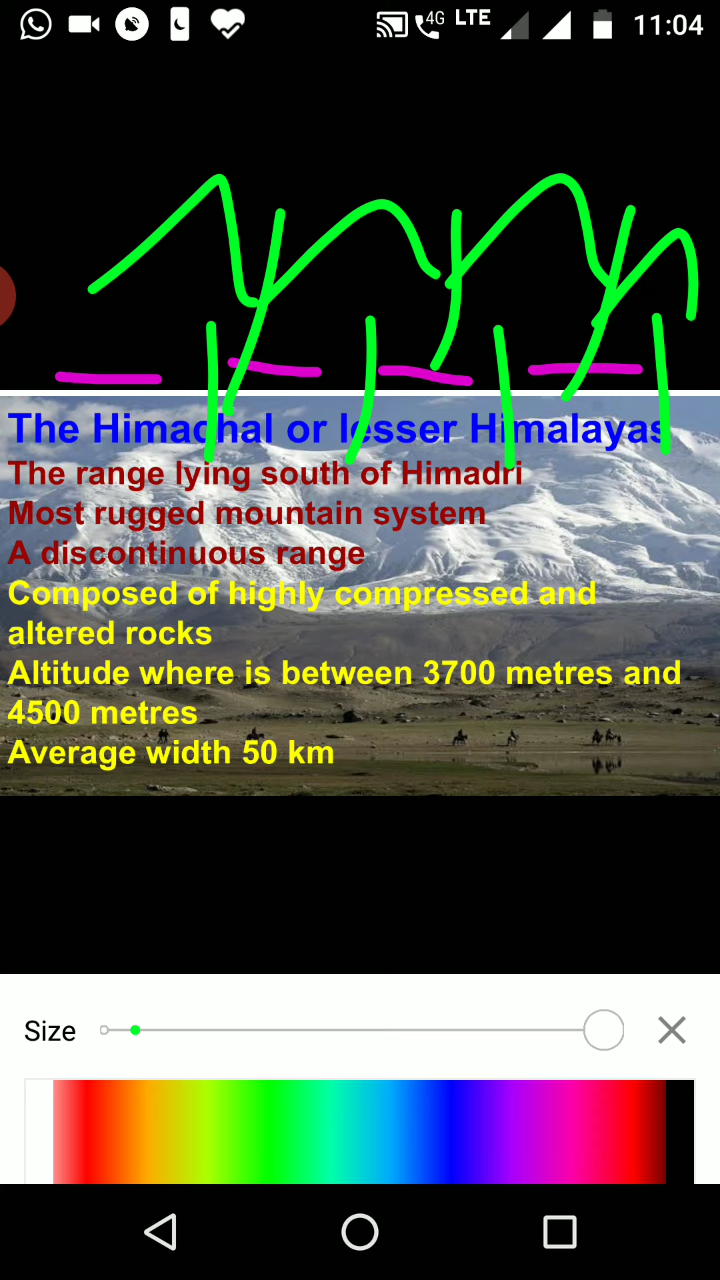 4G LTE 11:04
The Himachal or lesser Himalayas
The range lying south of Himadri
Most rugged mountain system
A discontinuous range
Composed of highly compressed and
altered rocks
Altitude where is between 3700 metres and
4500 metres
Average width 50 km
Size